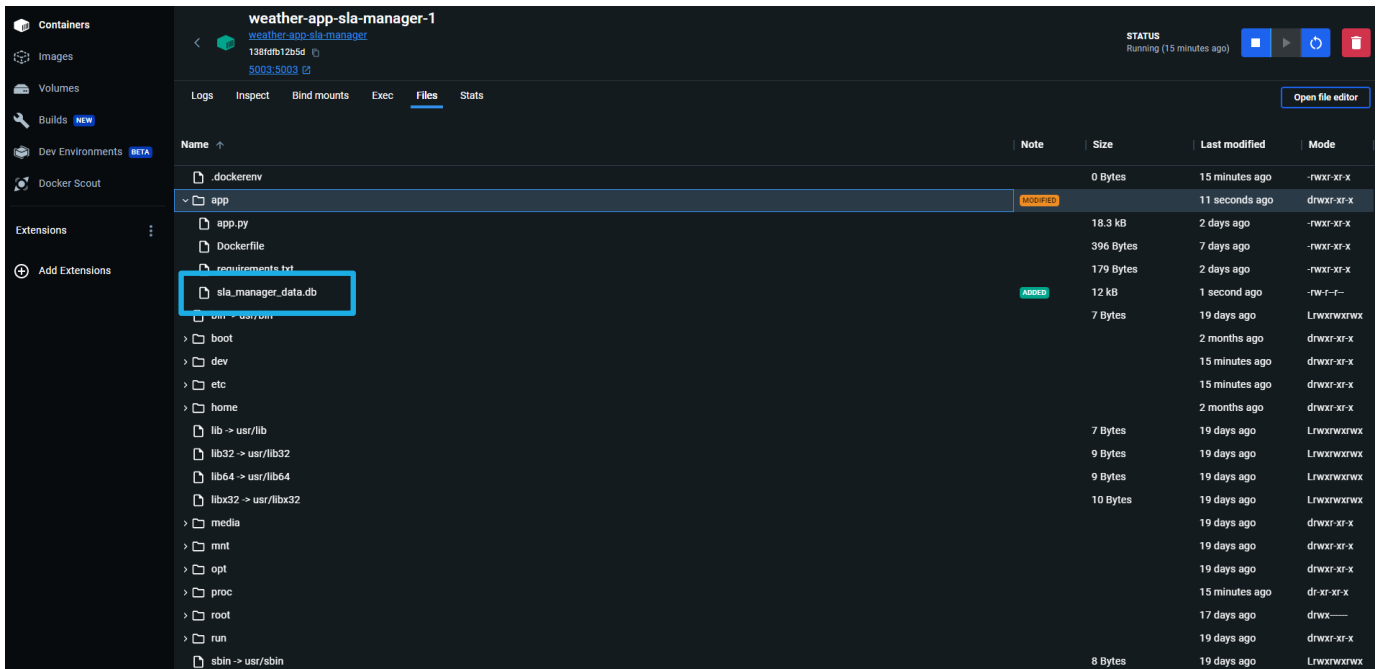 Containers
Images
Volumes
Builds NEW
Dev Environments BETA
Docker Scout
Extensions
Add Extensions
weather-app-sla-manager-1
weather-app-sla-manager
138fdfb12b5d
5003:5003
STATUS
Running (15 minutes ago)
Logs Inspect Bind mounts Exec Files Stats
Open file editor
Name Note Size Last modified Mode
.dockerenv 0 Bytes 15 minutes ago -rwxr-xr-x
app MODIFIED 11 seconds ago drwxr-xr-x
app.py 18.3 kB 2 days ago -rwxr-xr-x
Dockerfile 396 Bytes 7 days ago -rwxr-xr-x
requirements.txt 179 Bytes 2 days ago -rwxr-xr-x
sla_manager_data.db ADDED 12 kB 1 second ago -rw-r--r--
bin -> usr/bin 7 Bytes 19 days ago Lrwxrwxrwx
boot 2 months ago drwxr-xr-x
dev 15 minutes ago drwxr-xr-x
etc 15 minutes ago drwxr-xr-x
home 2 months ago drwxr-xr-x
lib -> usr/lib 7 Bytes 19 days ago Lrwxrwxrwx
lib32 -> usr/lib32 9 Bytes 19 days ago Lrwxrwxrwx
lib64 -> usr/lib64 9 Bytes 19 days ago Lrwxrwxrwx
libx32 -> usr/libx32 10 Bytes 19 days ago Lrwxrwxrwx
media 19 days ago drwxr-xr-x
mnt 19 days ago drwxr-xr-x
opt 19 days ago drwxr-xr-x
proc 15 minutes ago dr-xr-xr-x
root 17 days ago drwx------
run 19 days ago drwxr-xr-x
sbin -> usr/sbin 8 Bytes 19 days ago Lrwxrwxrwx